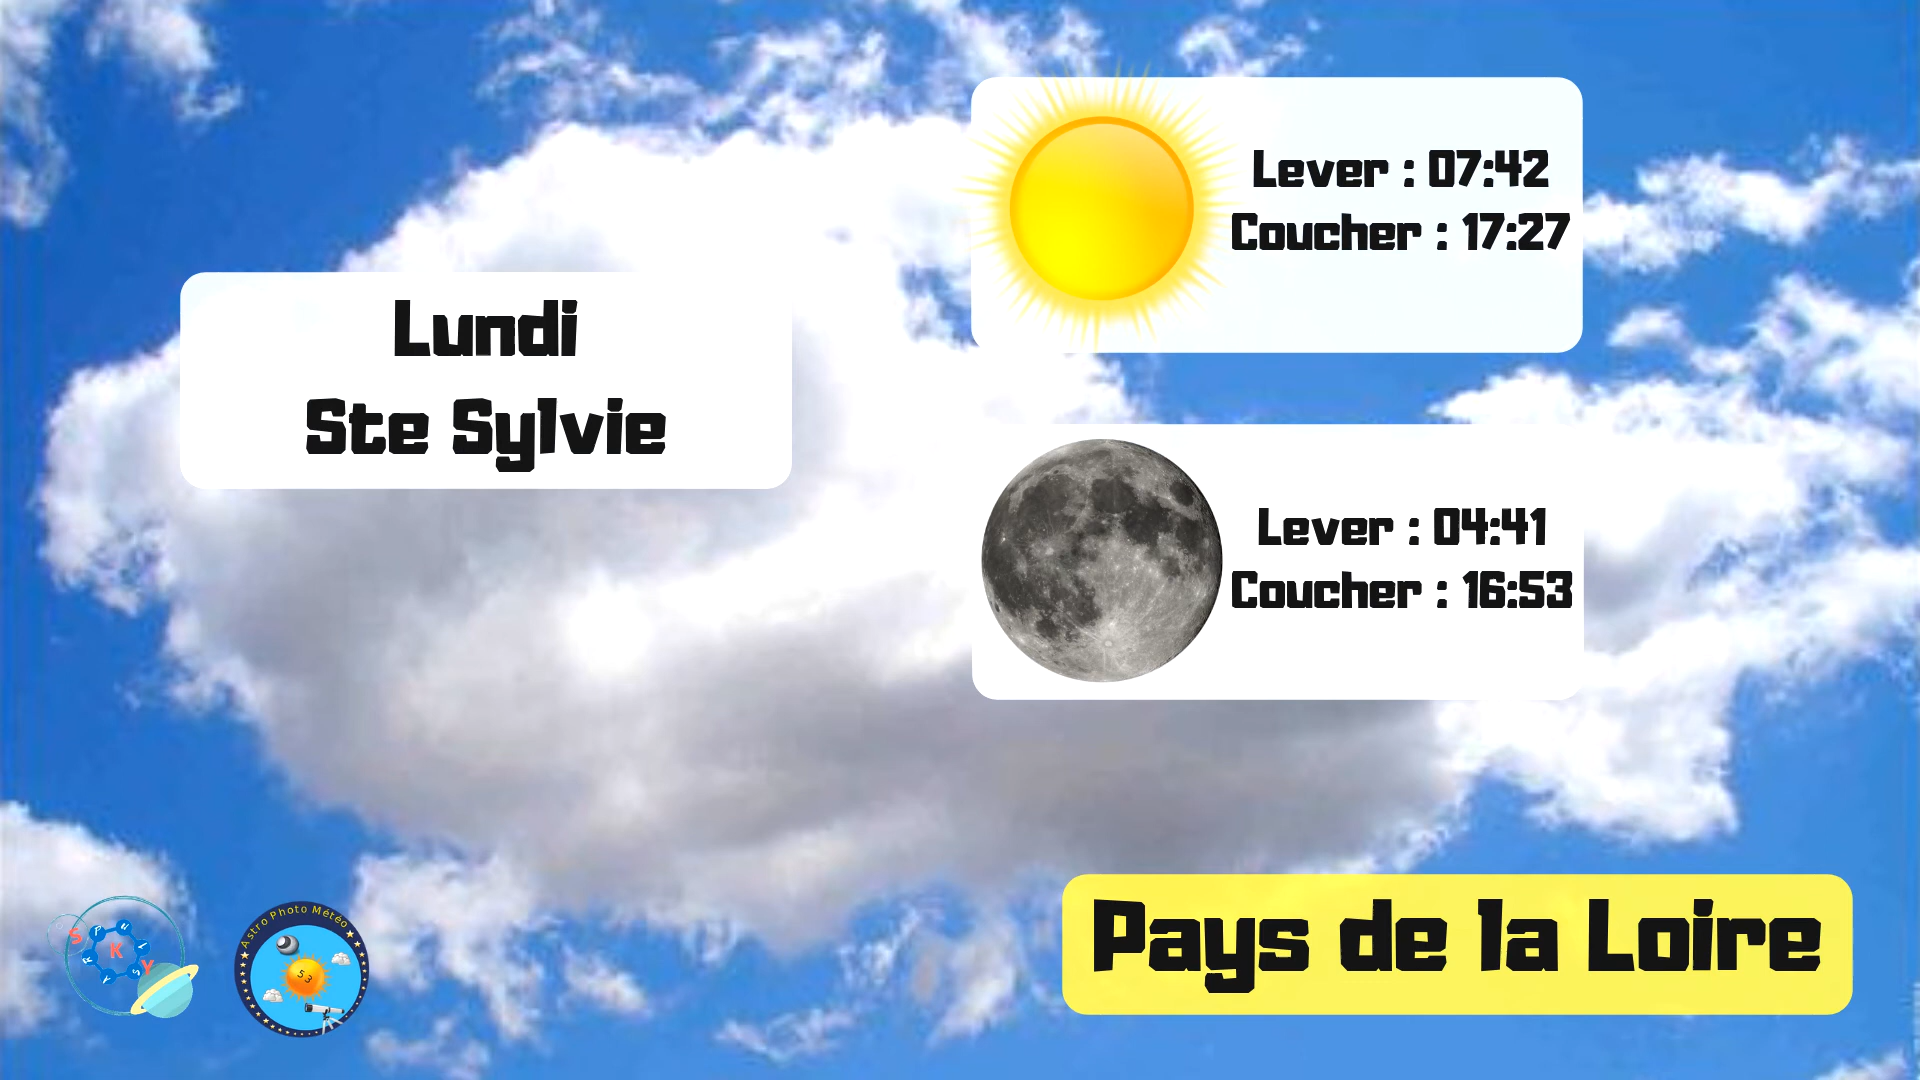 Lundi
Ste Sylvie
Lever : 07:42
Coucher : 17:27
Lever : 04:41
Coucher : 16:53
Pays de la Loire
Astro Photo Météo
53